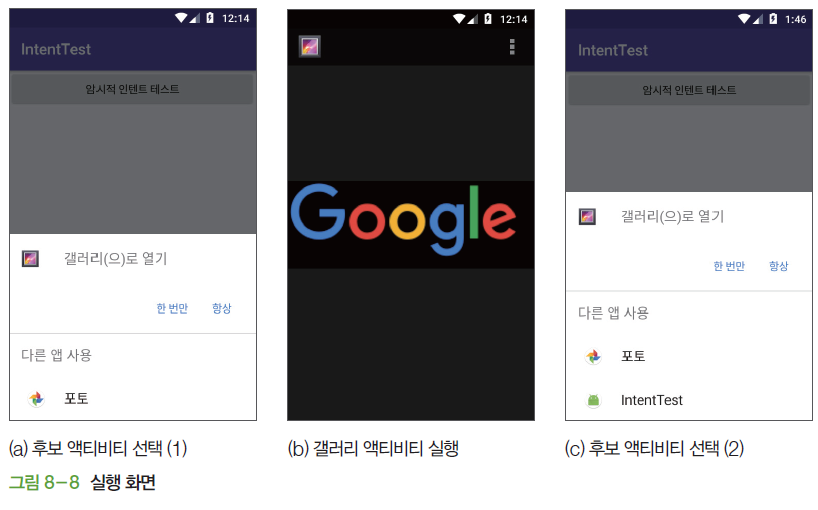 12:14
IntentTest
암시적 인텐트 테스트
갤러리(으)로 열기
한 번만 항상
다른 앱 사용
포토
(a) 후보 액티비티 선택 (1)
12:14
Google
(b) 갤러리 액티비티 실행
1:46
IntentTest
암시적 인텐트 테스트
갤러리(으)로 열기
한 번만 항상
다른 앱 사용
포토
IntentTest
(c) 후보 액티비티 선택 (2)
그림 8-8 실행 화면